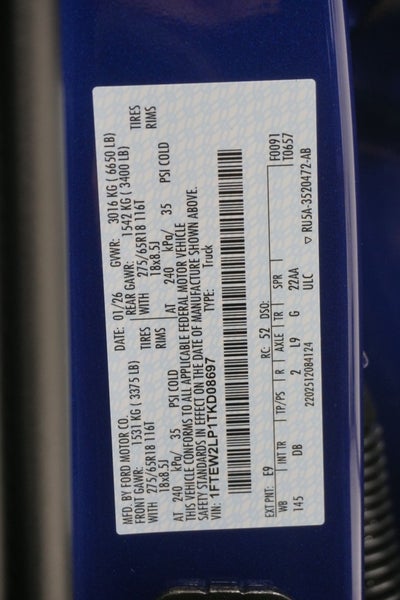 MFD. BY FORD MOTOR CO. DATE: 01/26 GVWR: 3016 KG ( 6650 LB)
FRONT GAWR: 1531 KG ( 3375 LB) REAR GAWR: 1542 KG ( 3400 LB)
WITH 275/65R18 116T TIRES WITH 275/65R18 116T TIRES
18x8.5J RIMS 18x8.5J RIMS
AT 240 kPa/ 35 PSI COLD AT 240 kPa/ 35 PSI COLD
THIS VEHICLE CONFORMS TO ALL APPLICABLE FEDERAL MOTOR VEHICLE
SAFETY STANDARDS IN EFFECT ON THE DATE OF MANUFACTURE SHOWN ABOVE.
VIN: 1FTEW2LP1TKD08697 TYPE: Truck
F0091
T0657
EXT PNT: E9 RC: 52 DSO:
WB INT TR TP/PS R AXLE TR SPR
145 DB 2 L9 G 22AA
2202512084124 ULC
▽ RU5A-3520472-AB